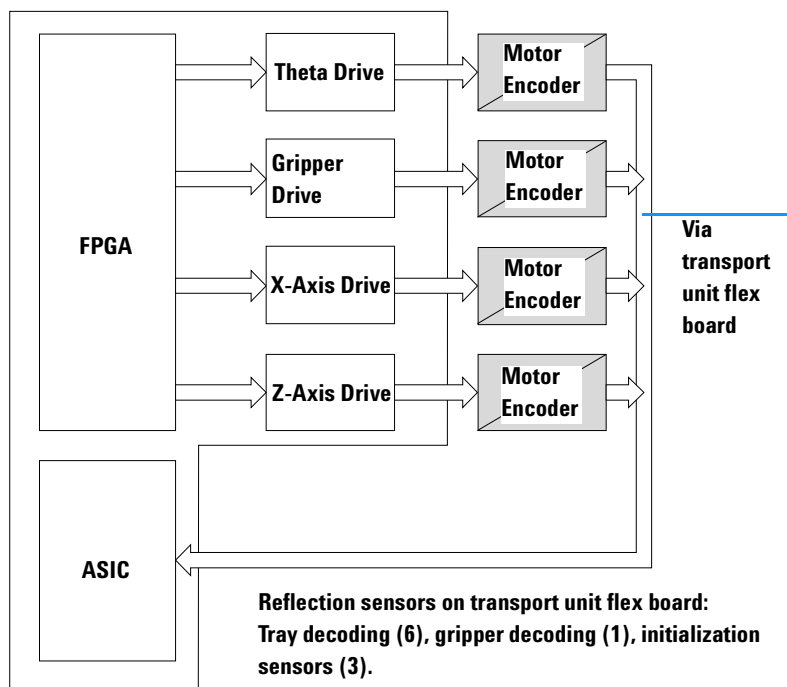 Theta Drive
Motor
Encoder
Gripper
Drive
Motor
Encoder
FPGA
X-Axis Drive
Motor
Encoder
Via
transport
unit flex
board
Z-Axis Drive
Motor
Encoder
ASIC
Reflection sensors on transport unit flex board:
Tray decoding (6), gripper decoding (1), initialization
sensors (3).